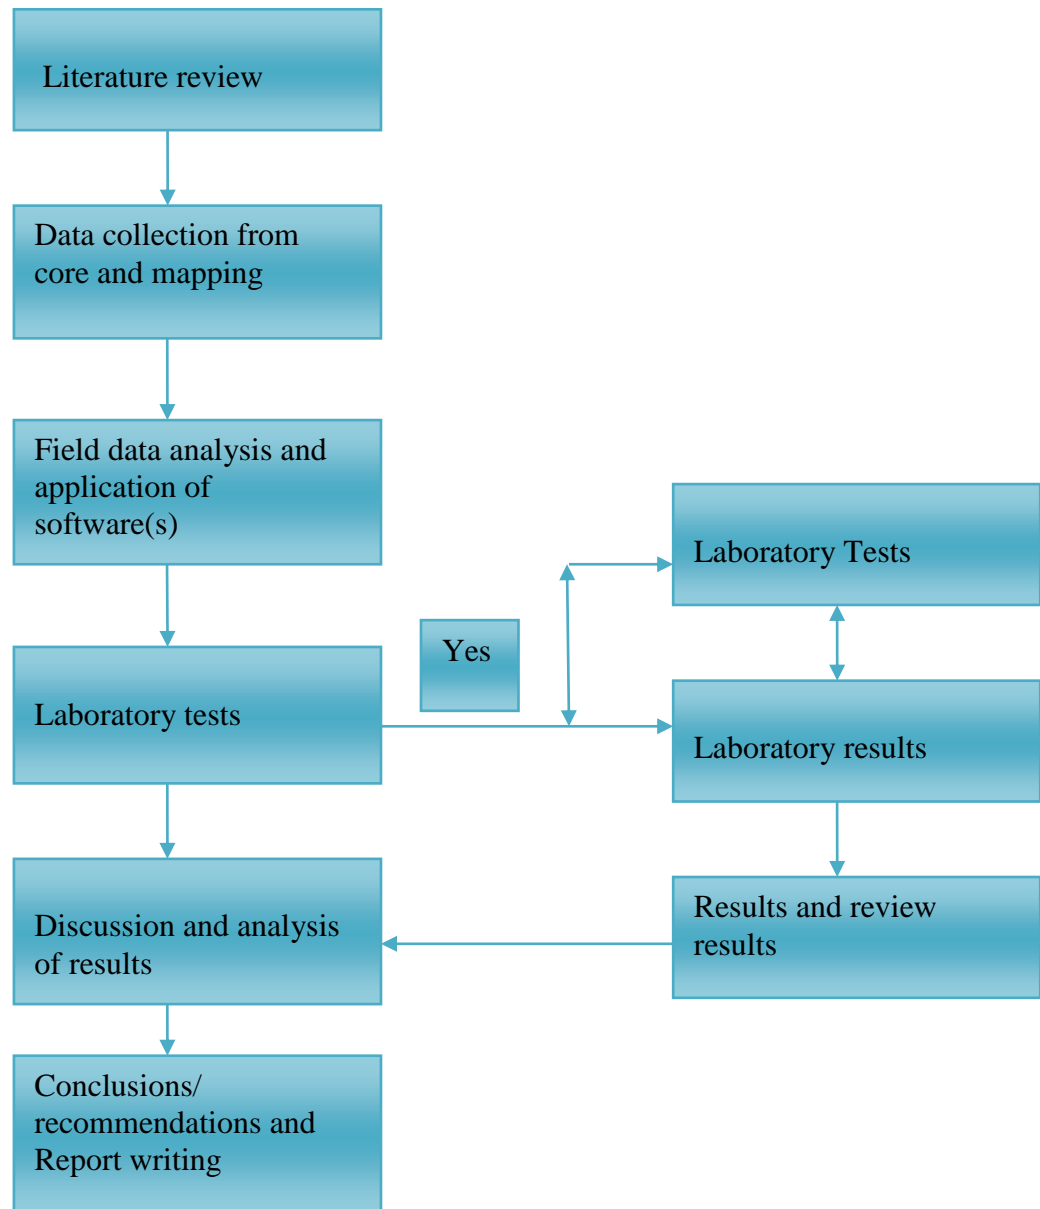 Literature review
Data collection from
core and mapping
Field data analysis and
application of
software(s)
Laboratory Tests
Yes
Laboratory tests
Laboratory results
Discussion and analysis
of results
Results and review
results
Conclusions/
recommendations and
Report writing